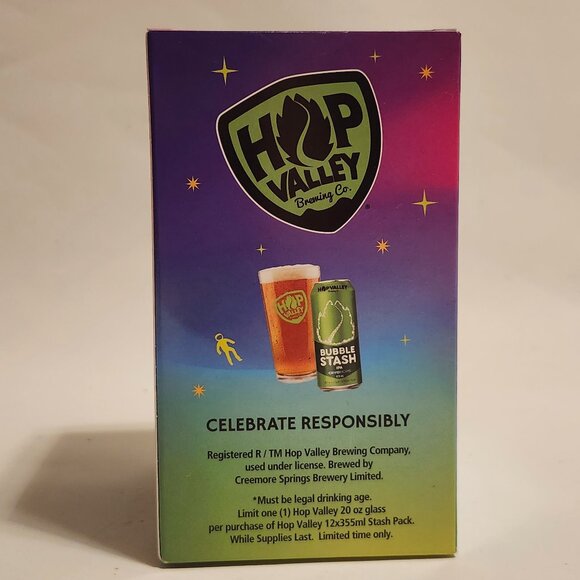 HOP
VALLEY
Brewing Co.
®
HOP
VALLEY
HOP VALLEY
BUBBLE
STASH
IPA
CELEBRATE RESPONSIBLY
Registered R / TM Hop Valley Brewing Company,
used under license. Brewed by
Creemore Springs Brewery Limited.
*Must be legal drinking age.
Limit one (1) Hop Valley 20 oz glass
per purchase of Hop Valley 12x355ml Stash Pack.
While Supplies Last. Limited time only.